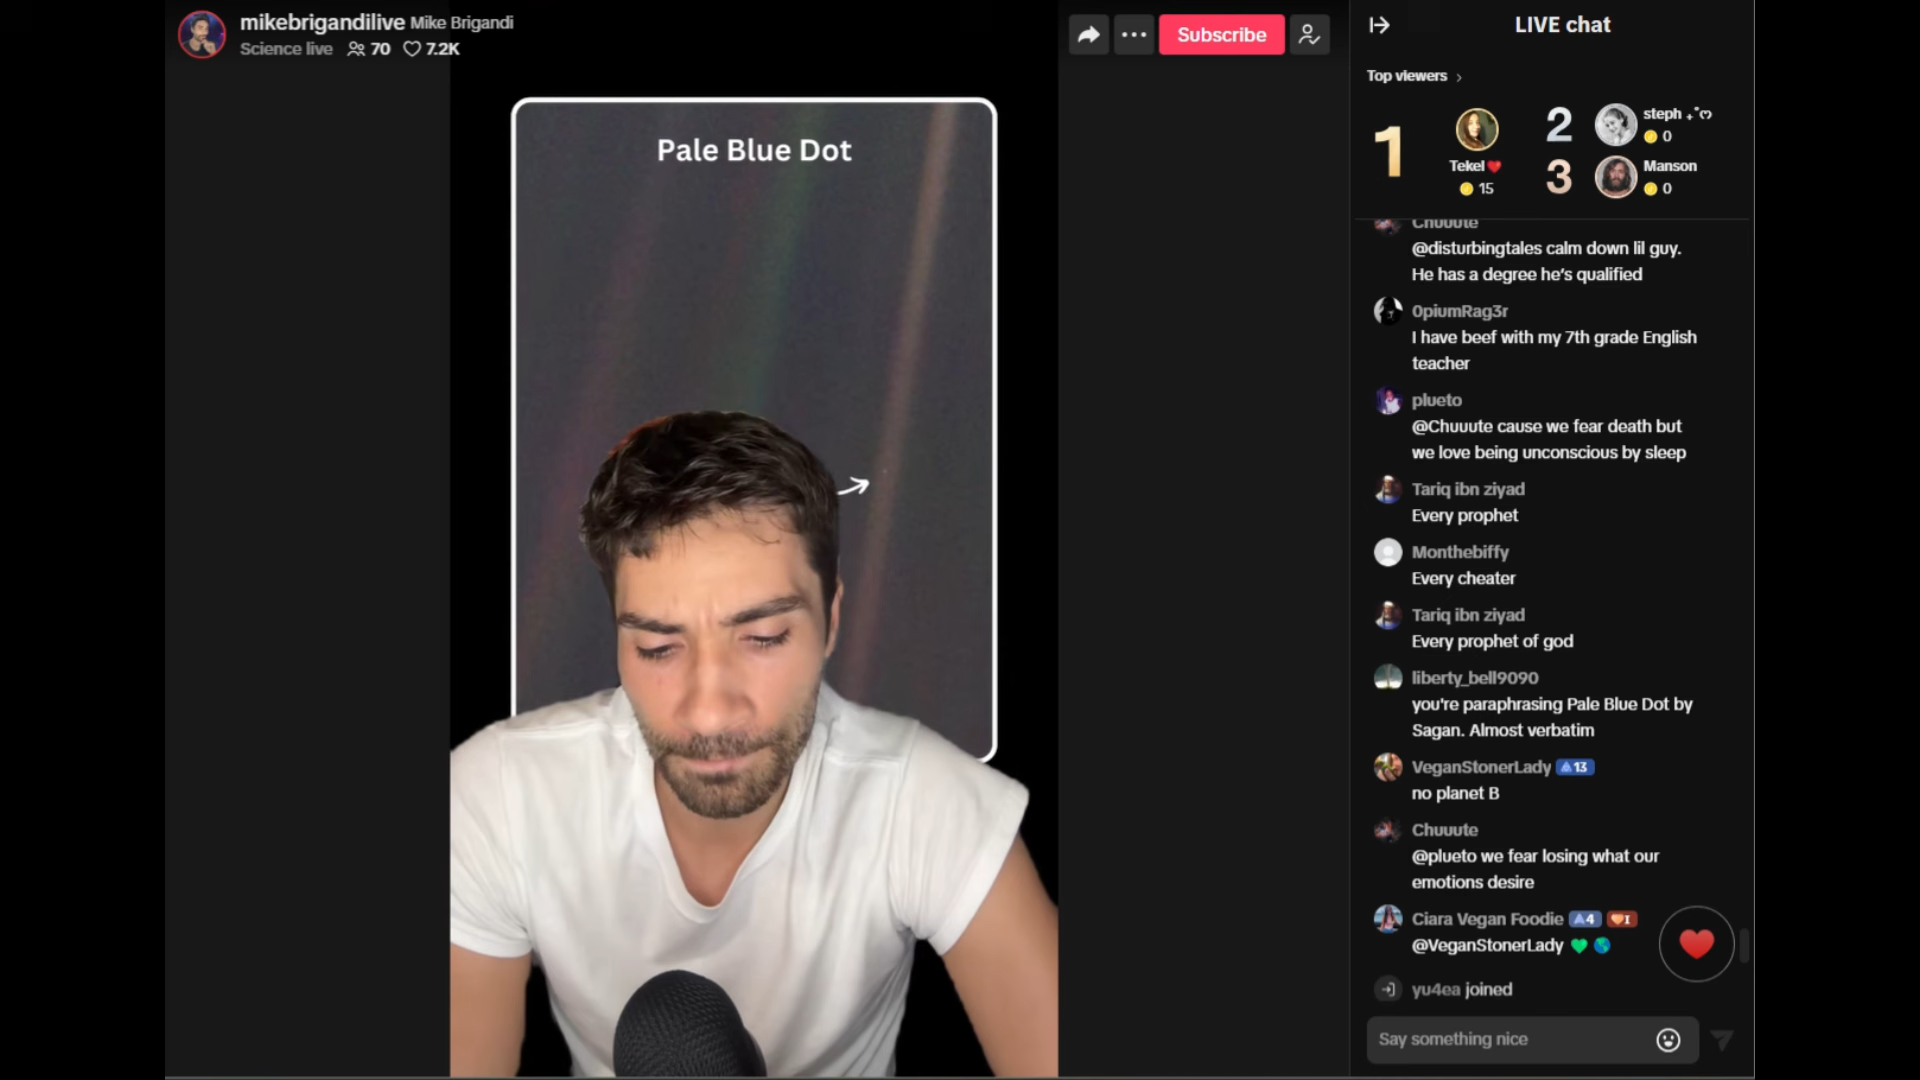 mikebrigandilive Mike Brigandi
Science live 70 7.2K
Subscribe
Pale Blue Dot
LIVE chat
Top viewers
1
Tekel
15
2
steph
0
3
Manson
0
Chuuute
@disturbingtales calm down lil guy.
He has a degree he's qualified
0piumRag3r
I have beef with my 7th grade English
teacher
plueto
@Chuuute cause we fear death but
we love being unconscious by sleep
Tariq ibn ziyad
Every prophet
Monthebiffy
Every cheater
Tariq ibn ziyad
Every prophet of god
liberty_bell9090
you're paraphrasing Pale Blue Dot by
Sagan. Almost verbatim
VeganStonerLady 13
no planet B
Chuuute
@plueto we fear losing what our
emotions desire
Ciara Vegan Foodie 4 I
@VeganStonerLady
yu4ea joined
Say something nice